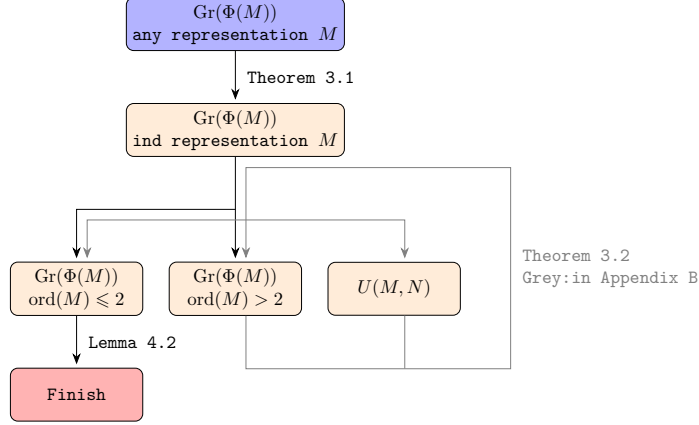 Gr(Φ(M))
any representation M
Theorem 3.1
Gr(Φ(M))
ind representation M
Theorem 3.2
Grey:in Appendix B
Gr(Φ(M))
ord(M) ⩽ 2
Gr(Φ(M))
ord(M) > 2
U(M, N)
Lemma 4.2
Finish